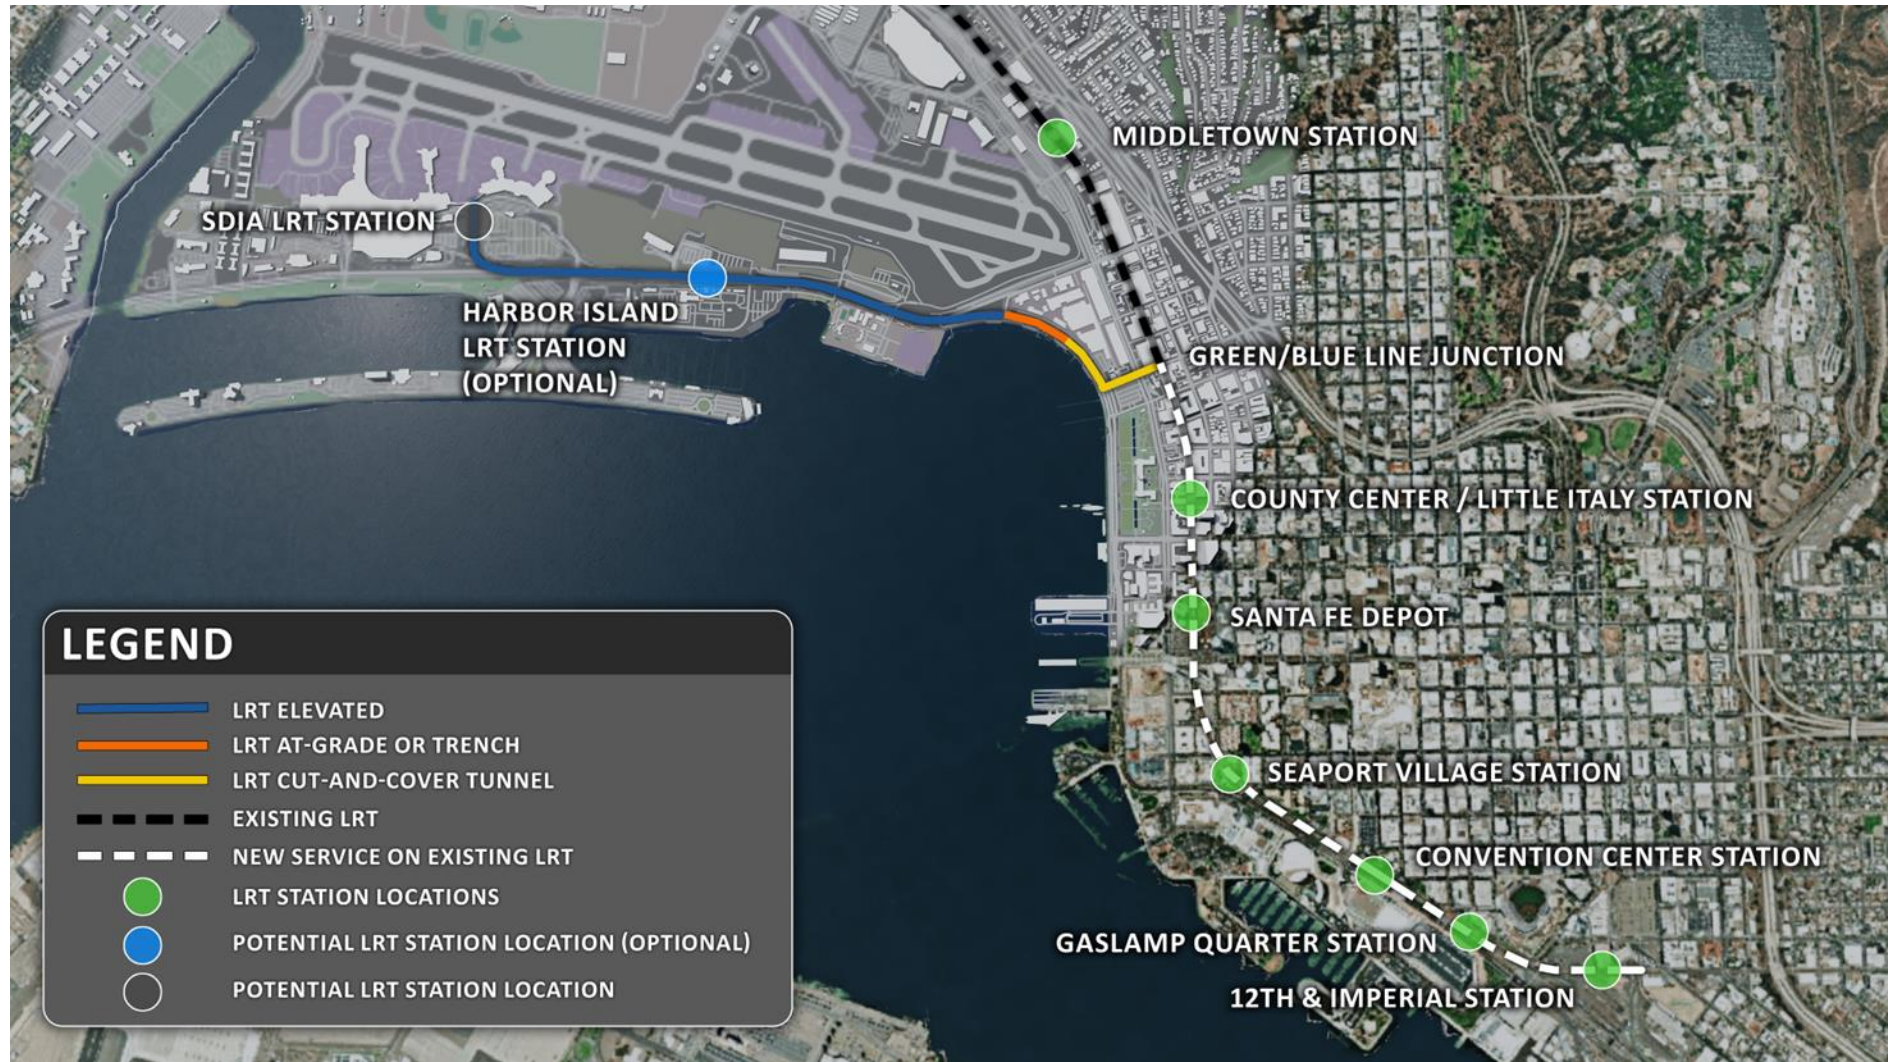 MIDDLETOWN STATION
SDIA LRT STATION
HARBOR ISLAND
LRT STATION
(OPTIONAL)
GREEN/BLUE LINE JUNCTION
COUNTY CENTER / LITTLE ITALY STATION
SANTA FE DEPOT
SEAPORT VILLAGE STATION
CONVENTION CENTER STATION
GASLAMP QUARTER STATION
12TH & IMPERIAL STATION
LEGEND
LRT ELEVATED
LRT AT-GRADE OR TRENCH
LRT CUT-AND-COVER TUNNEL
EXISTING LRT
NEW SERVICE ON EXISTING LRT
LRT STATION LOCATIONS
POTENTIAL LRT STATION LOCATION (OPTIONAL)
POTENTIAL LRT STATION LOCATION